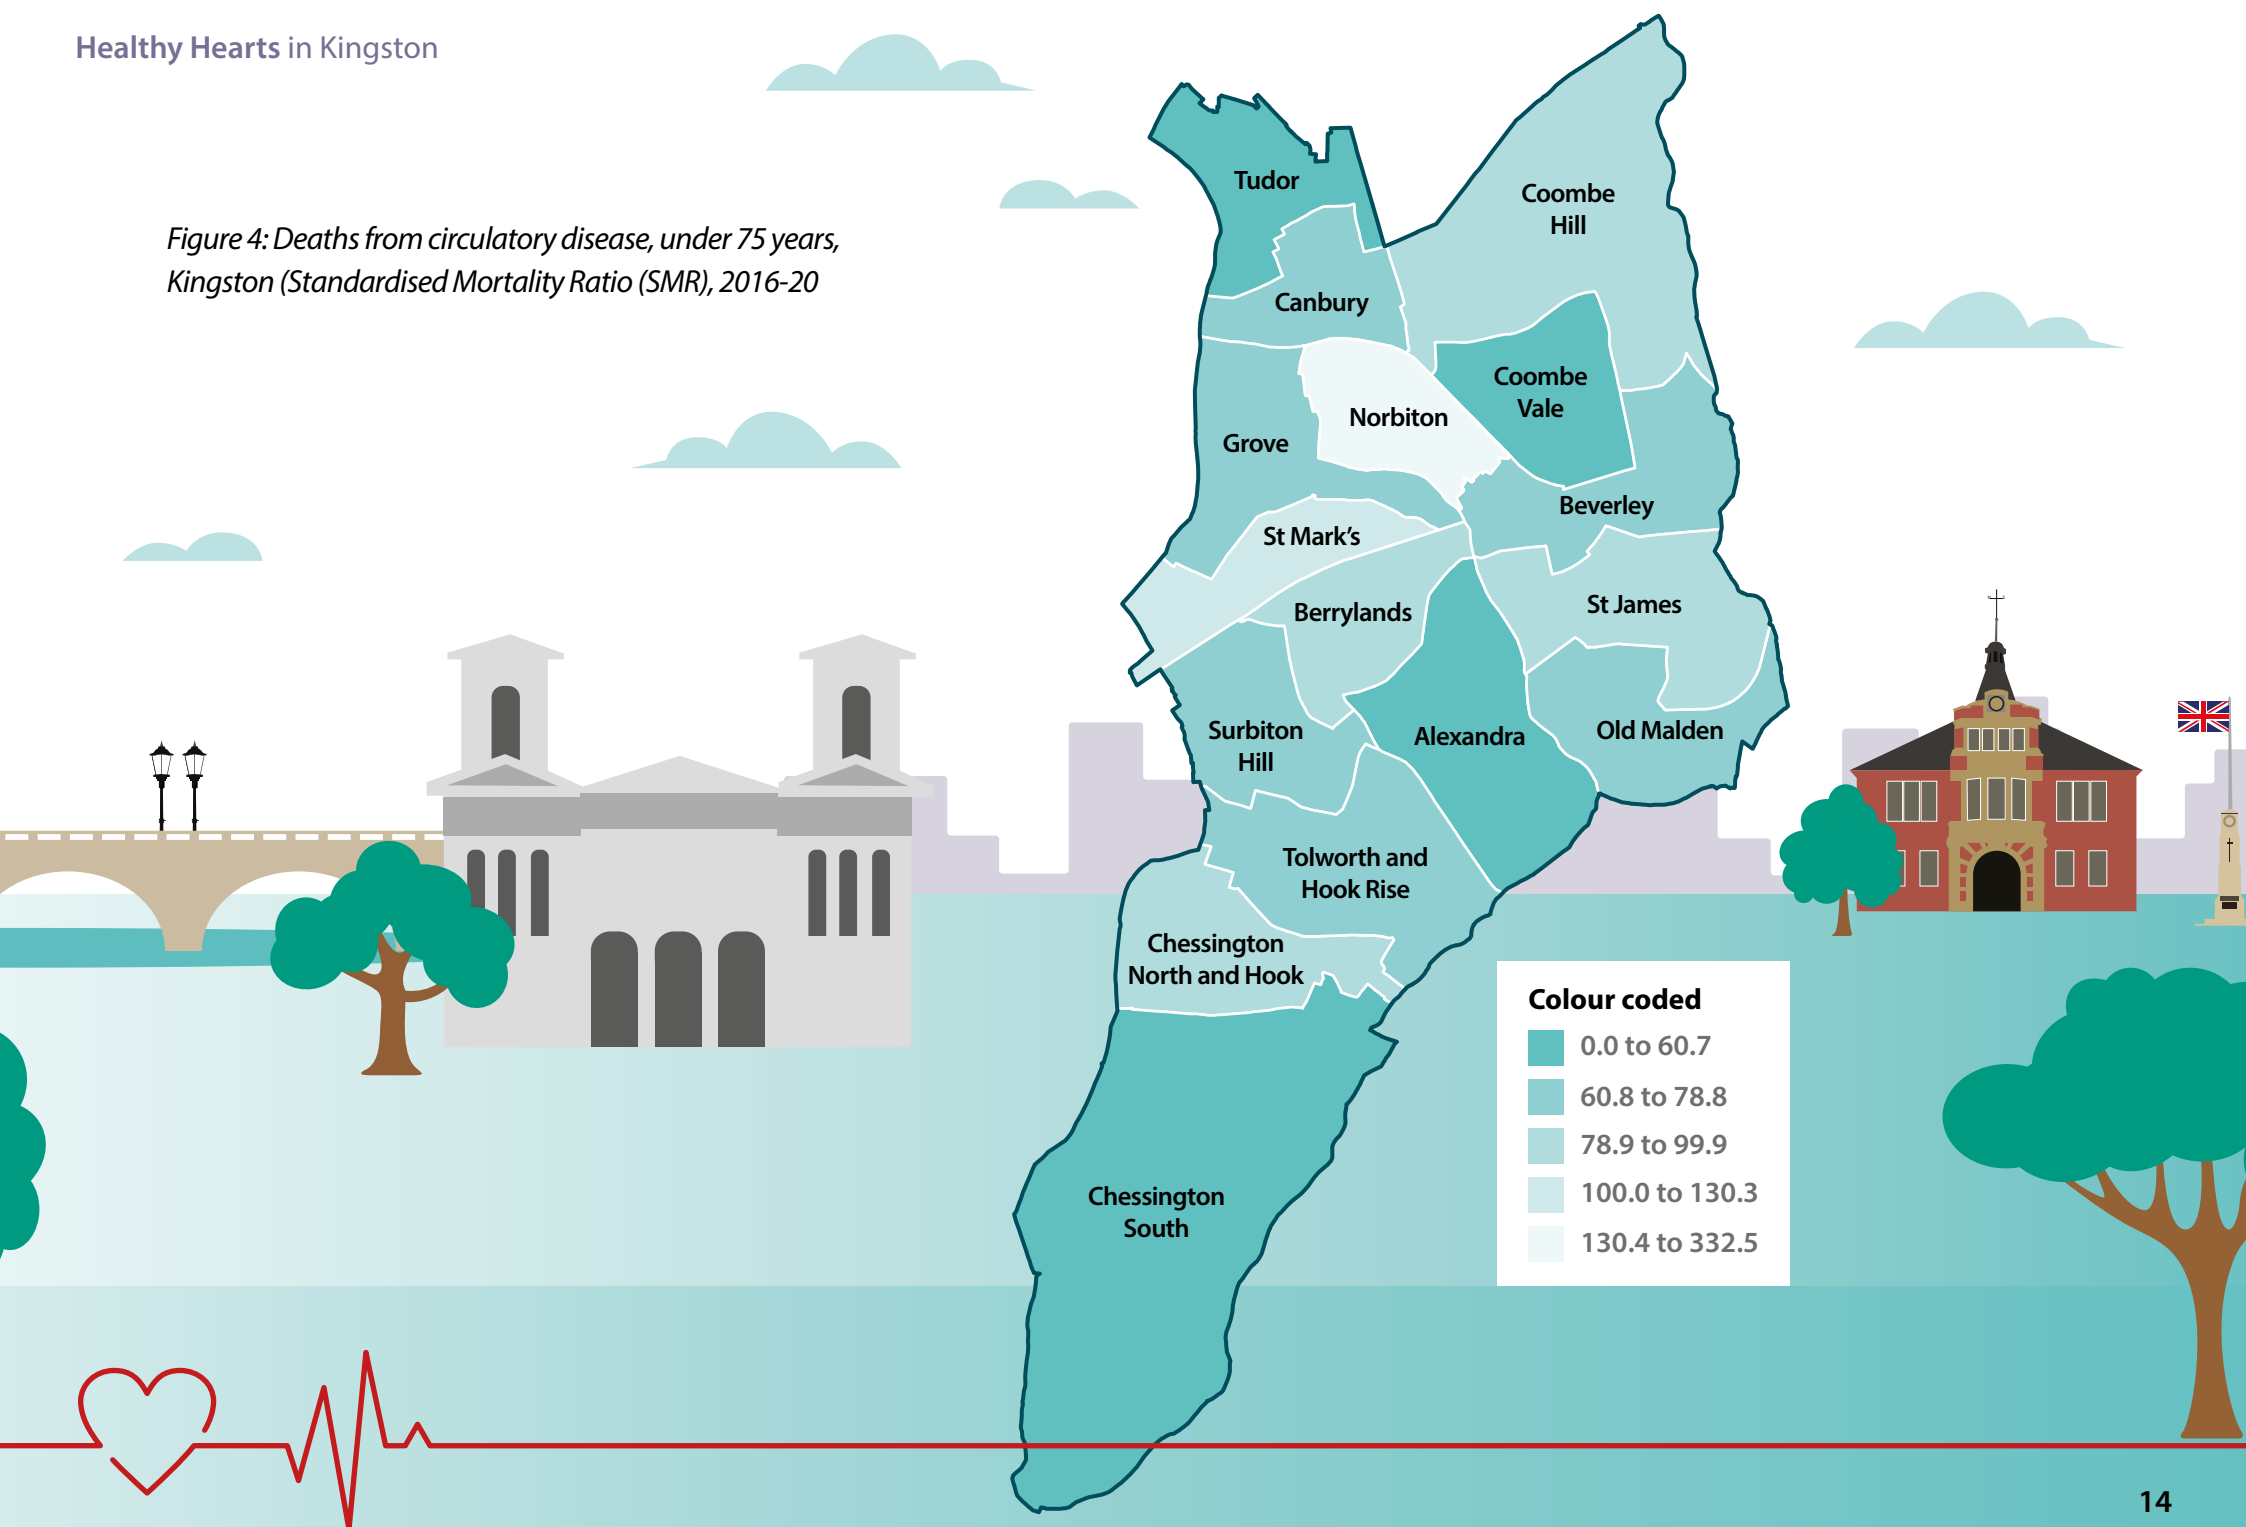 Healthy Hearts in Kingston
Figure 4: Deaths from circulatory disease, under 75 years,
Kingston (Standardised Mortality Ratio (SMR), 2016-20
Tudor
Coombe
Hill
Canbury
Coombe
Vale
Norbiton
Grove
Beverley
St Mark’s
Berrylands
St James
Surbiton
Hill
Alexandra
Old Malden
Tolworth and
Hook Rise
Chessington
North and Hook
Chessington
South
Colour coded
0.0 to 60.7
60.8 to 78.8
78.9 to 99.9
100.0 to 130.3
130.4 to 332.5
14